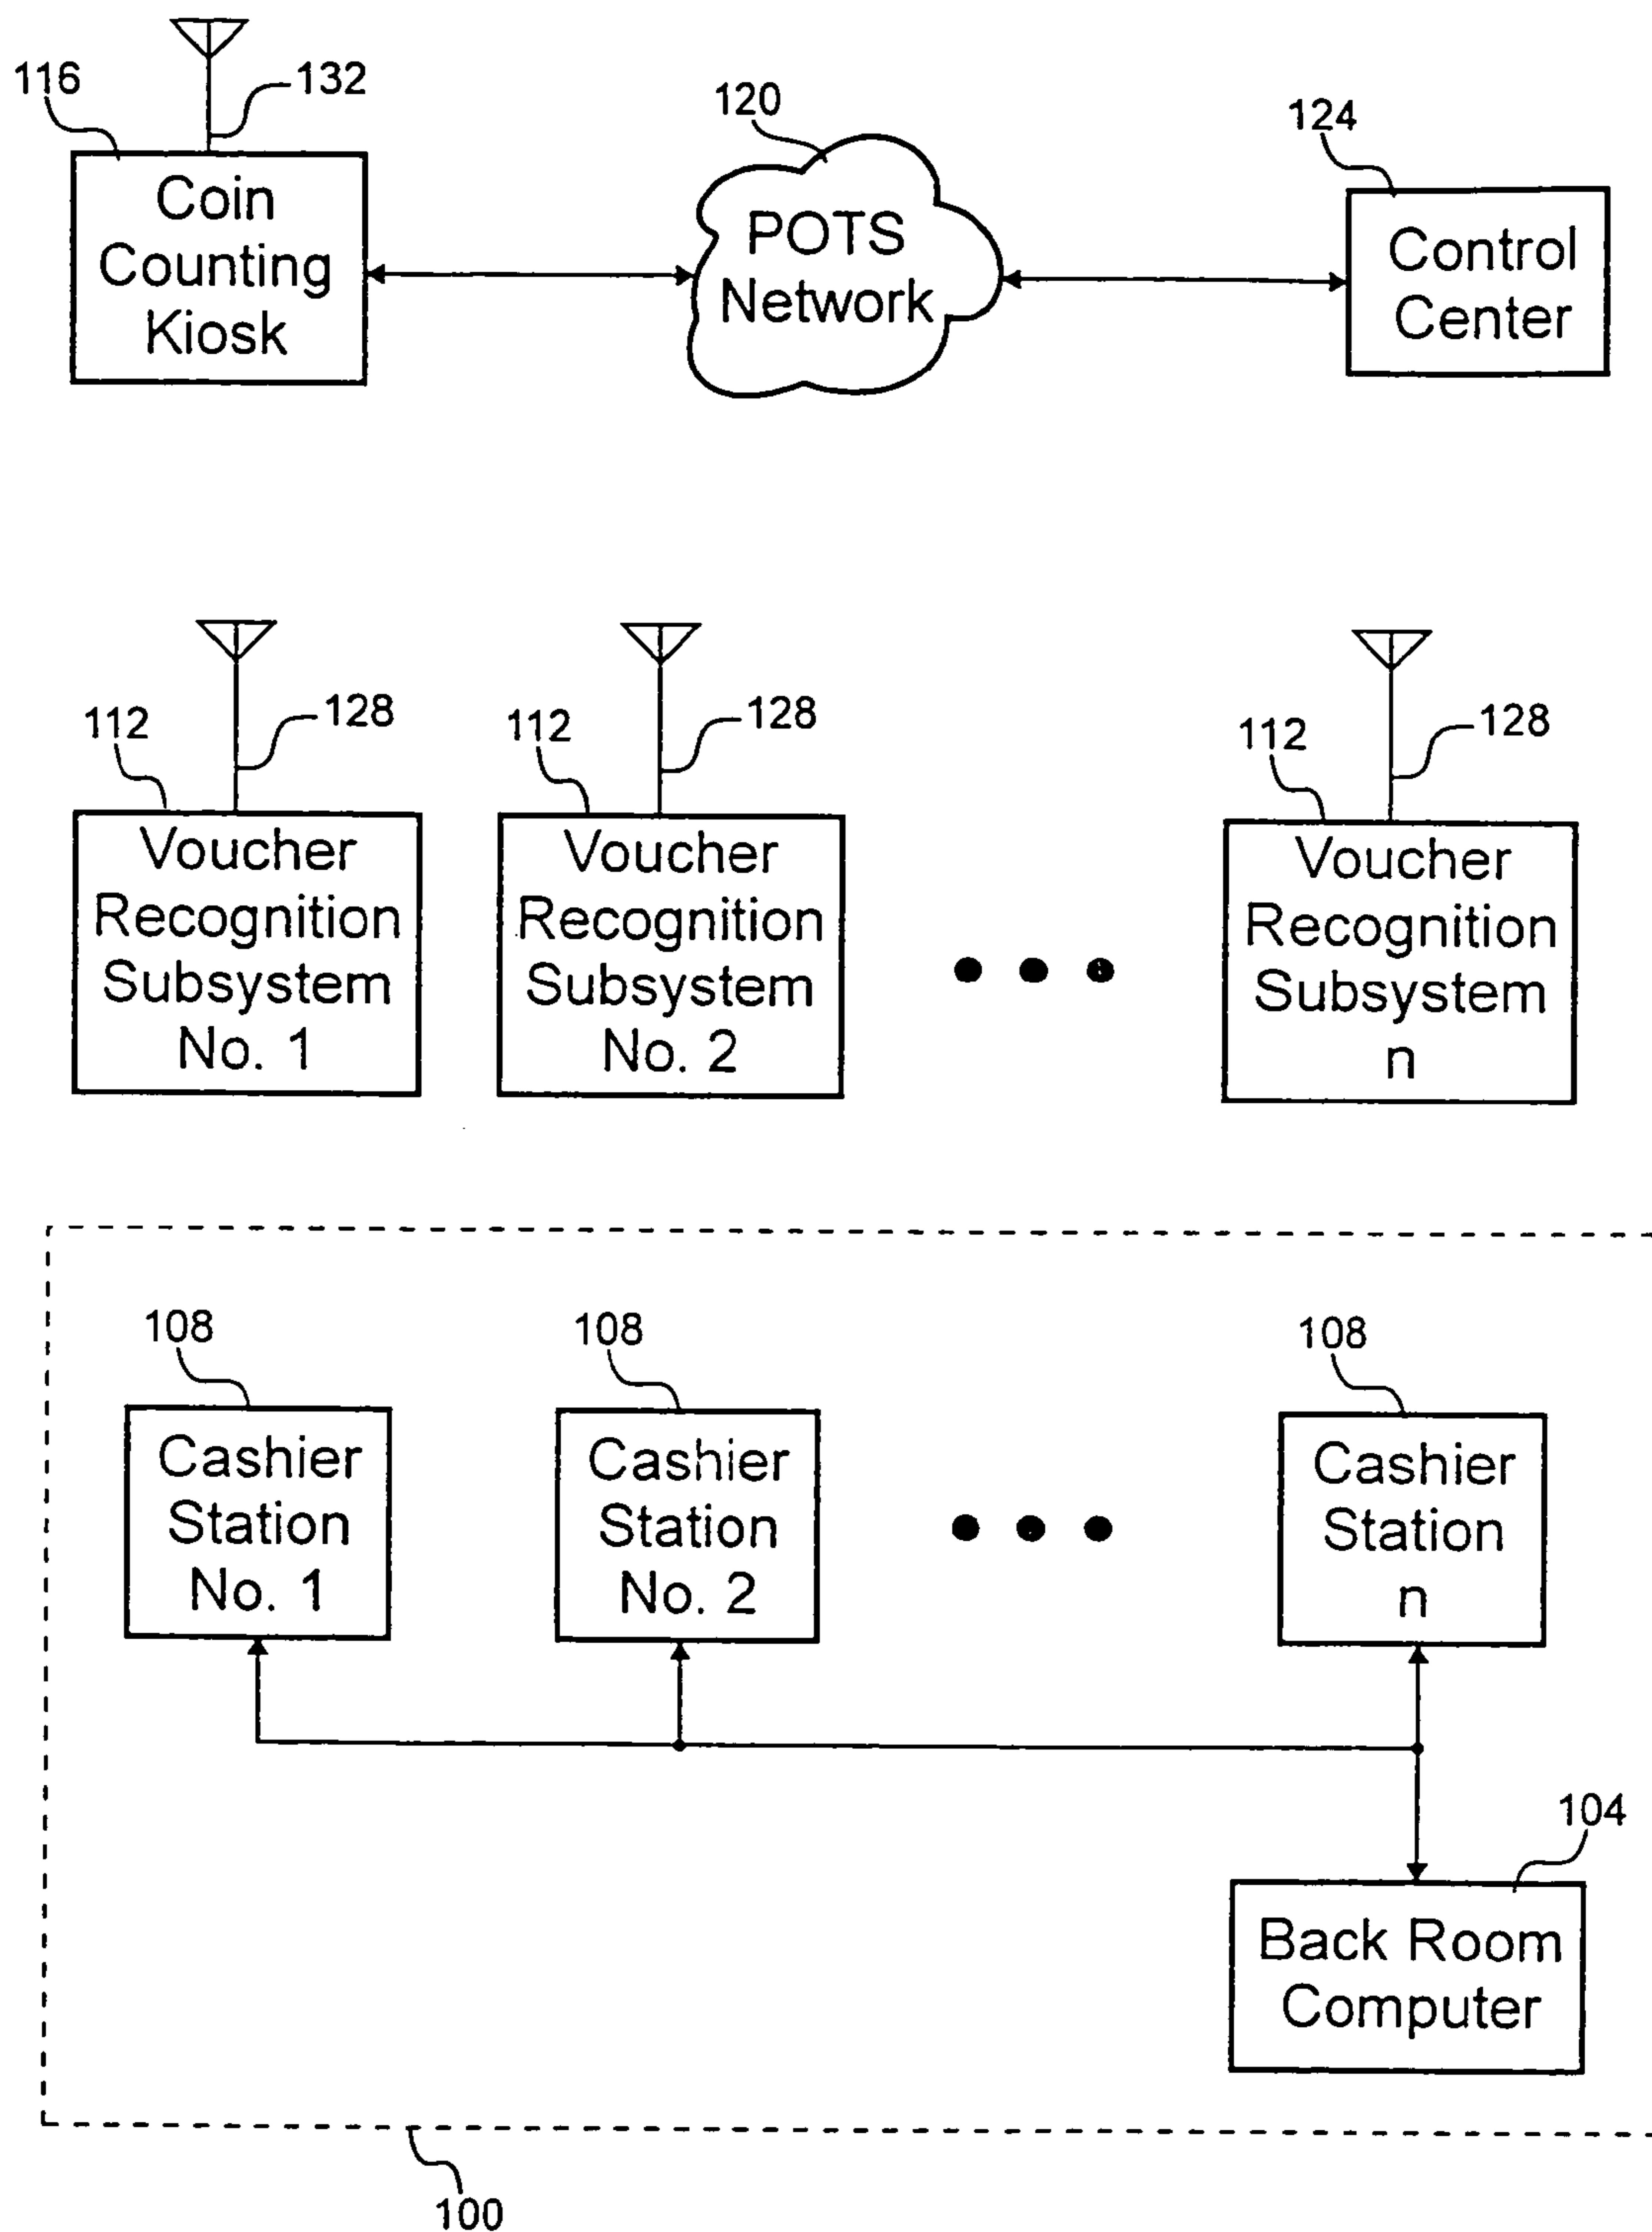 116
132
120
124
Coin
Counting
Kiosk
POTS
Network
Control
Center
112
128
112
128
112
128
Voucher
Recognition
Subsystem
No. 1
Voucher
Recognition
Subsystem
No. 2
Voucher
Recognition
Subsystem
n
108
108
108
Cashier
Station
No. 1
Cashier
Station
No. 2
Cashier
Station
n
104
Back Room
Computer
100